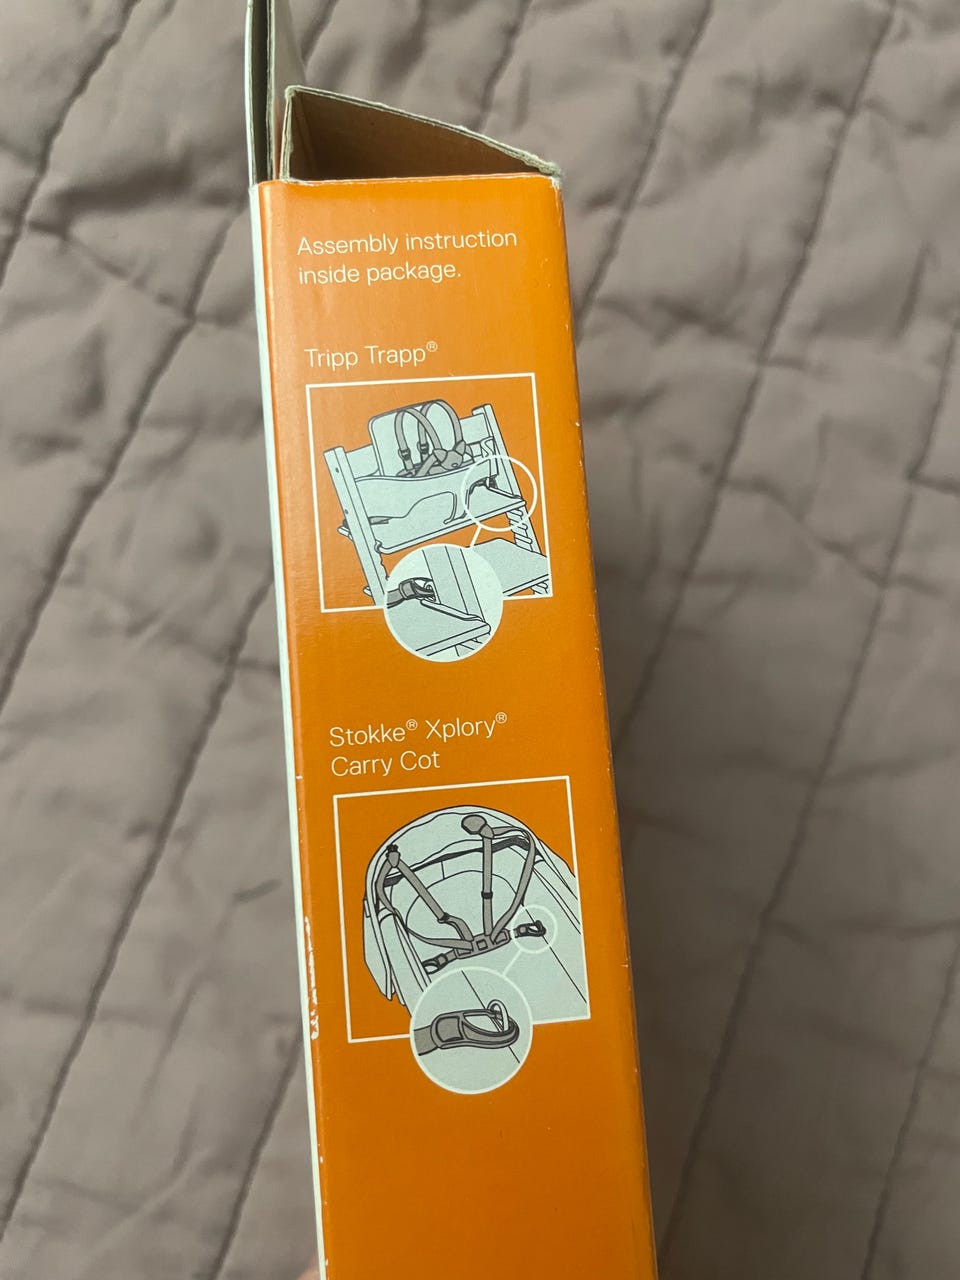 Assembly instruction
inside package.
Tripp Trapp®
Stokke® Xplory®
Carry Cot